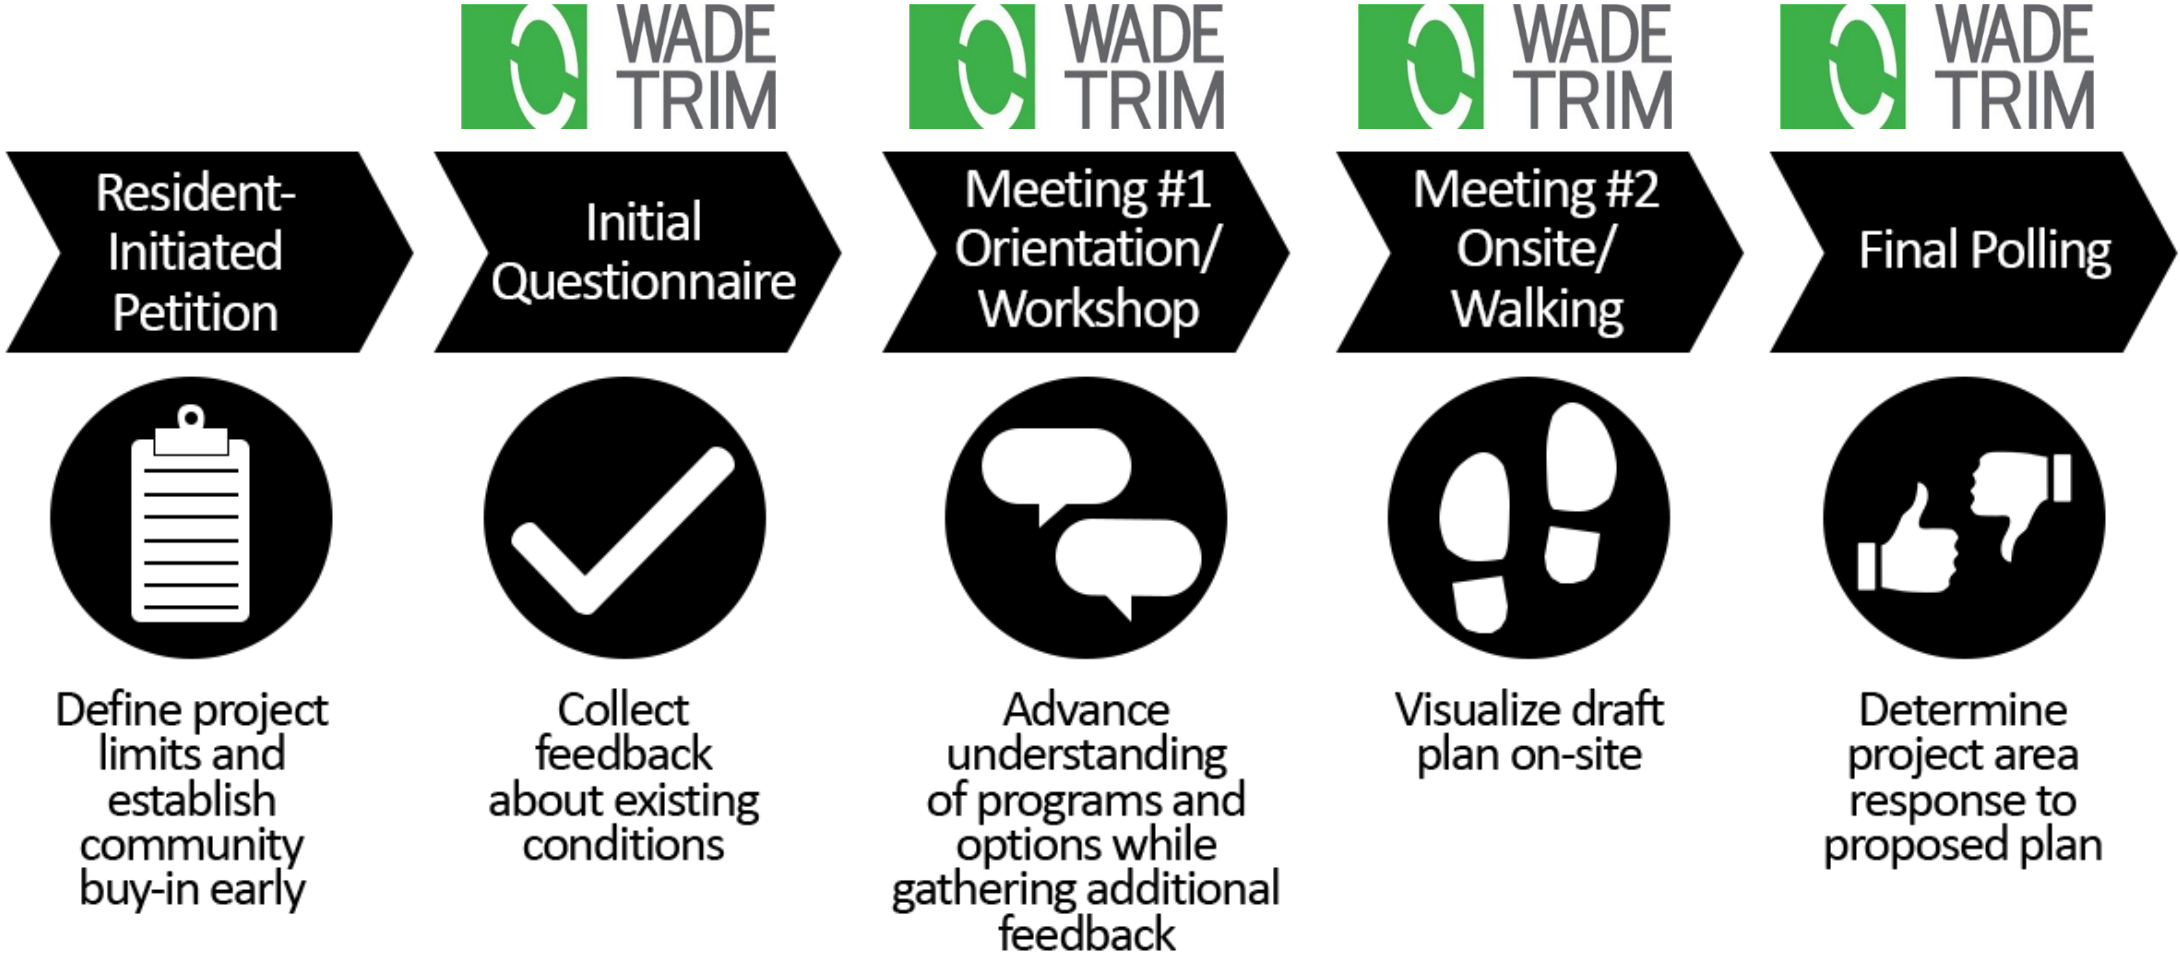 WADE
TRIM
WADE
TRIM
WADE
TRIM
WADE
TRIM
Resident-
Initiated
Petition
Initial
Questionnaire
Meeting #1
Orientation/
Workshop
Meeting #2
Onsite/
Walking
Final Polling
Define project
limits and
establish
community
buy-in early
Collect
feedback
about existing
conditions
Advance
understanding
of programs and
options while
gathering additional
feedback
Visualize draft
plan on-site
Determine
project area
response to
proposed plan